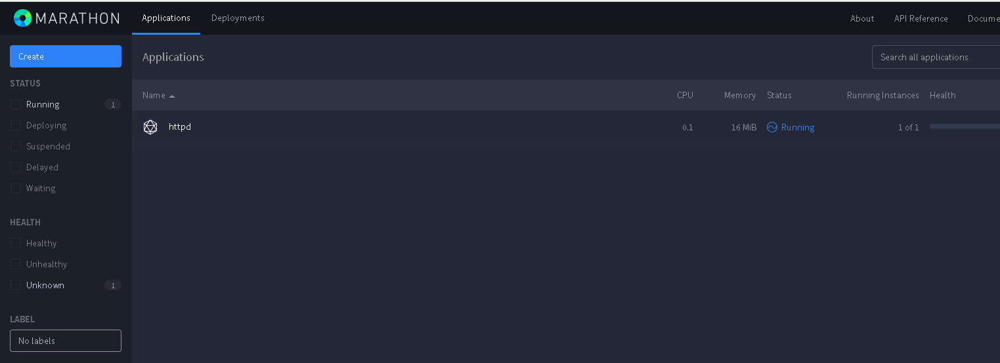 MARATHON Applications Deployments About API Reference Docume
Create
Applications
Search all applications
STATUS
Name CPU Memory Status Running Instances Health
Running 1
Deploying
httpd 0.1 16 MiB Running 1 of 1
Suspended
Delayed
Waiting
HEALTH
Healthy
Unhealthy
Unknown 1
LABEL
No labels